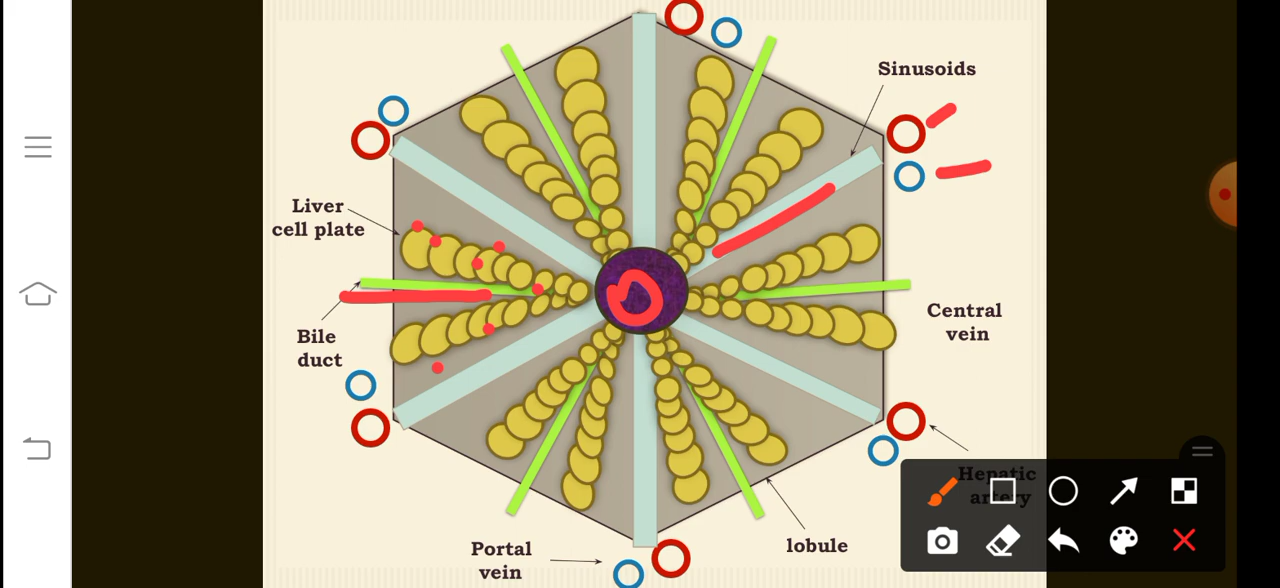 Sinusoids
Liver
cell plate
Central
vein
Bile
duct
Hepatic
artery
lobule
Portal
vein